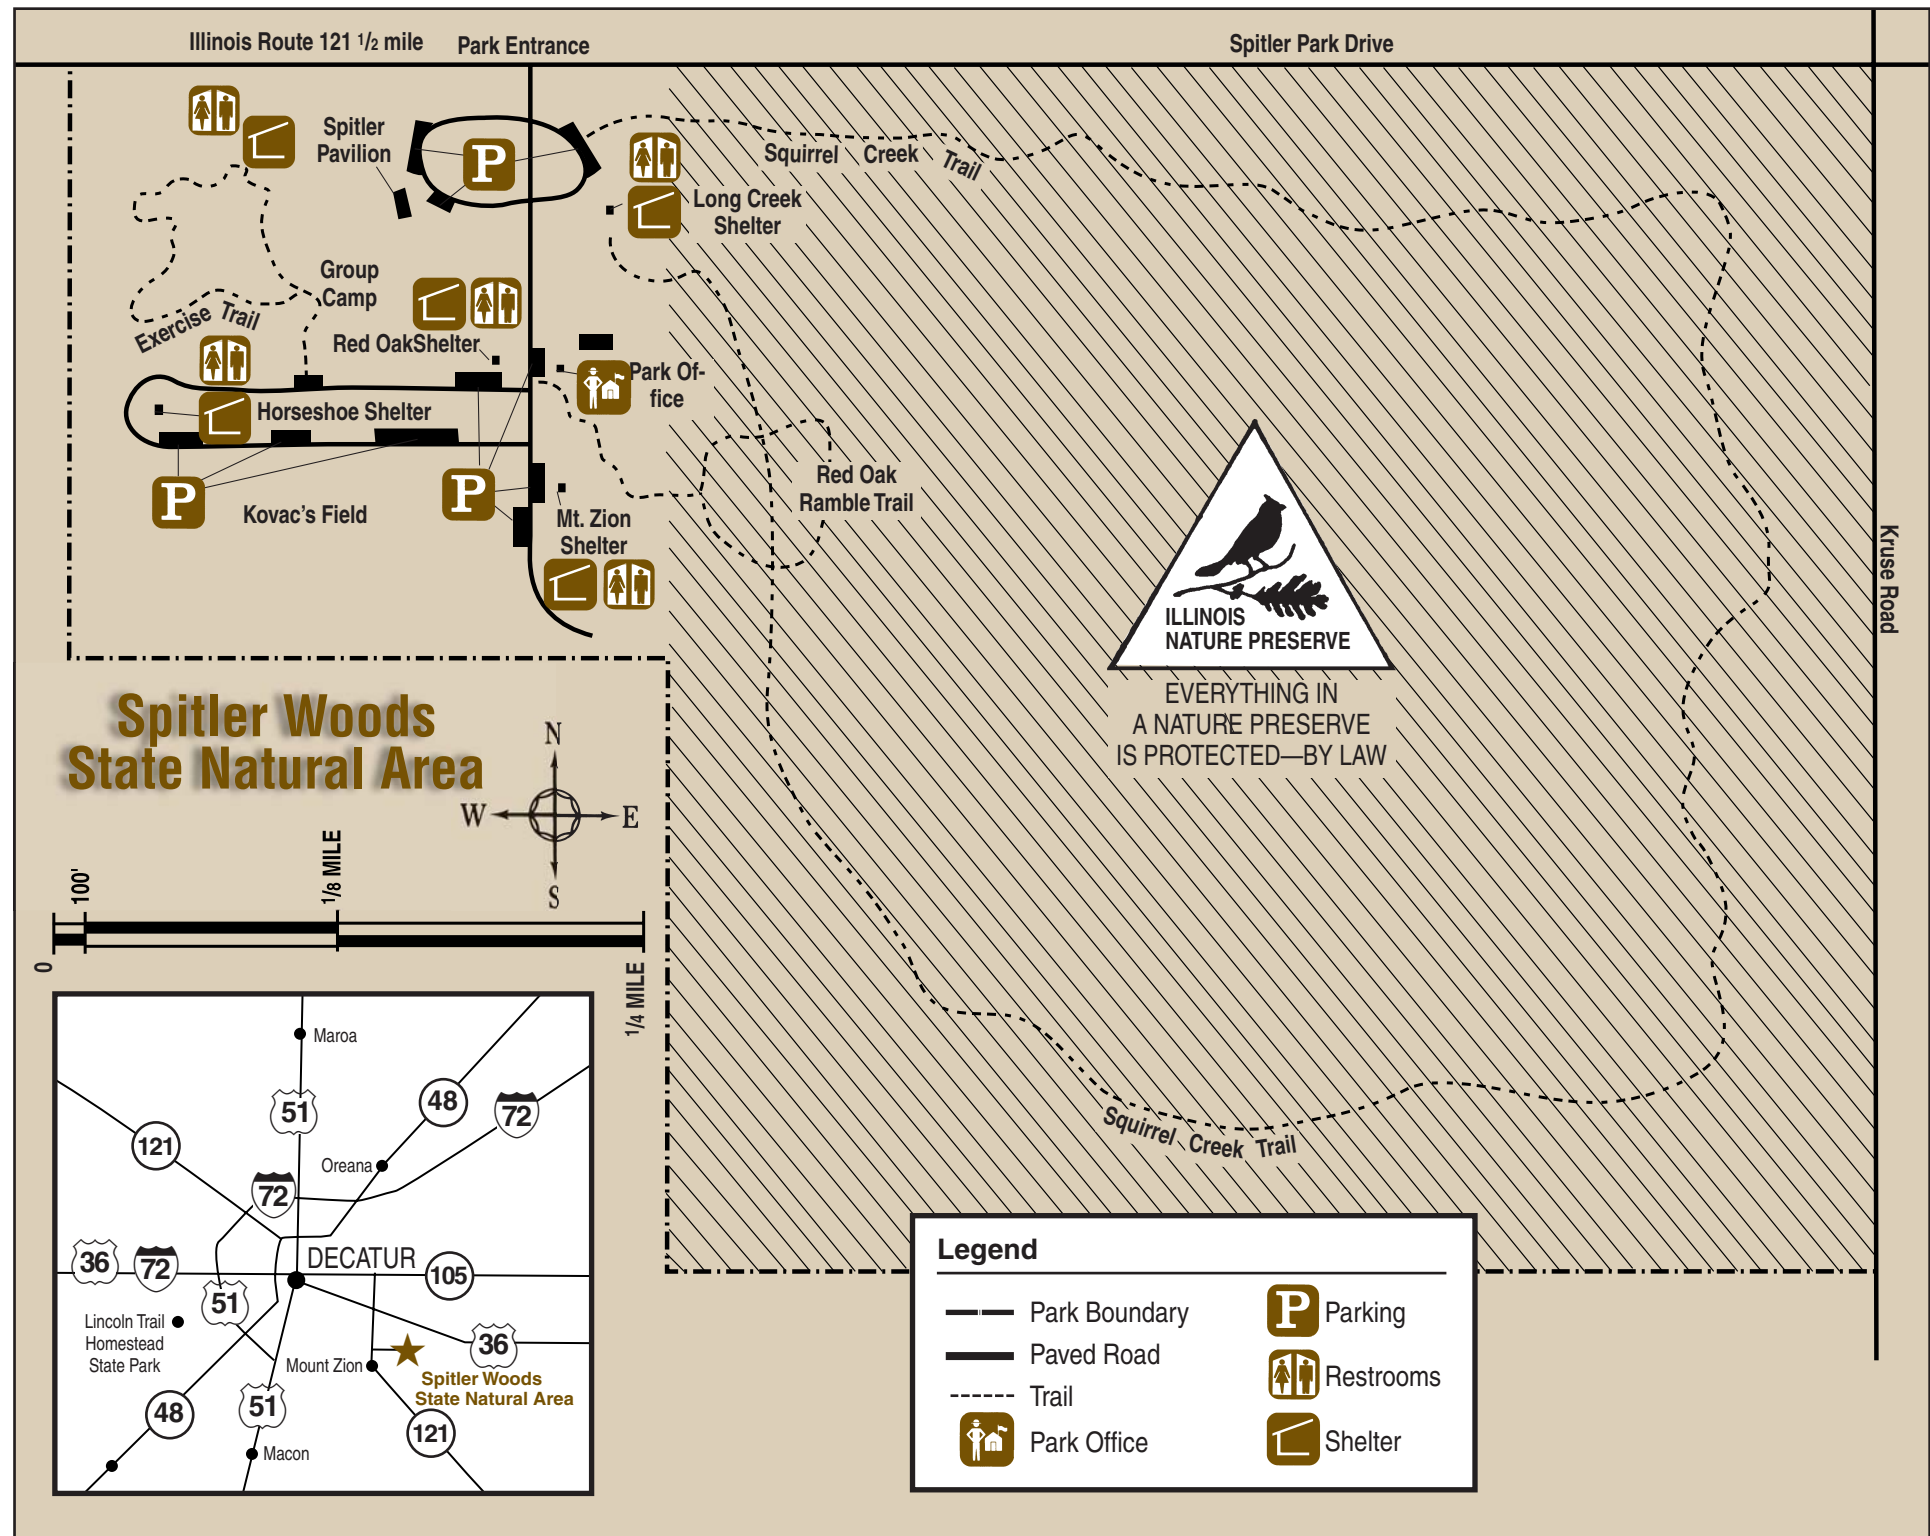 Illinois Route 121 1/2 mile
Park Entrance
Spitler Park Drive
Spitler
Pavilion
P
Squirrel Creek Trail
Long Creek
Shelter
Group
Camp
Exercise Trail
Red OakShelter
Park Of-
fice
Horseshoe Shelter
P
P
Kovac's Field
Mt. Zion
Shelter
Red Oak
Ramble Trail
Kruse Road
ILLINOIS
NATURE PRESERVE
EVERYTHING IN
A NATURE PRESERVE
IS PROTECTED—BY LAW
Spitler Woods
State Natural Area
N
W
E
S
0
100'
1/8 MILE
1/4 MILE
Squirrel Creek Trail
Maroa
51
48
72
121
Oreana
72
DECATUR
36
72
105
51
Lincoln Trail
Homestead
State Park
36
Mount Zion
Spitler Woods
State Natural Area
48
51
121
Macon
Legend
Park Boundary
Paved Road
Trail
Park Office
P
Parking
Restrooms
Shelter